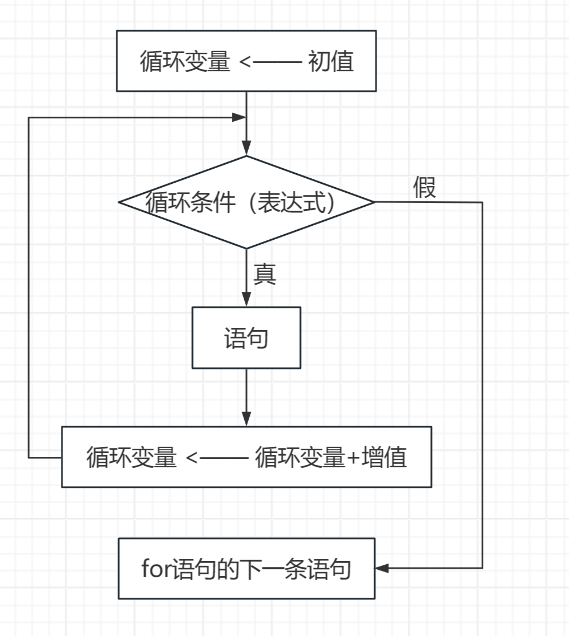 循环变量 <—— 初值
循环条件（表达式）
假
真
语句
循环变量 <—— 循环变量+增值
for语句的下一条语句